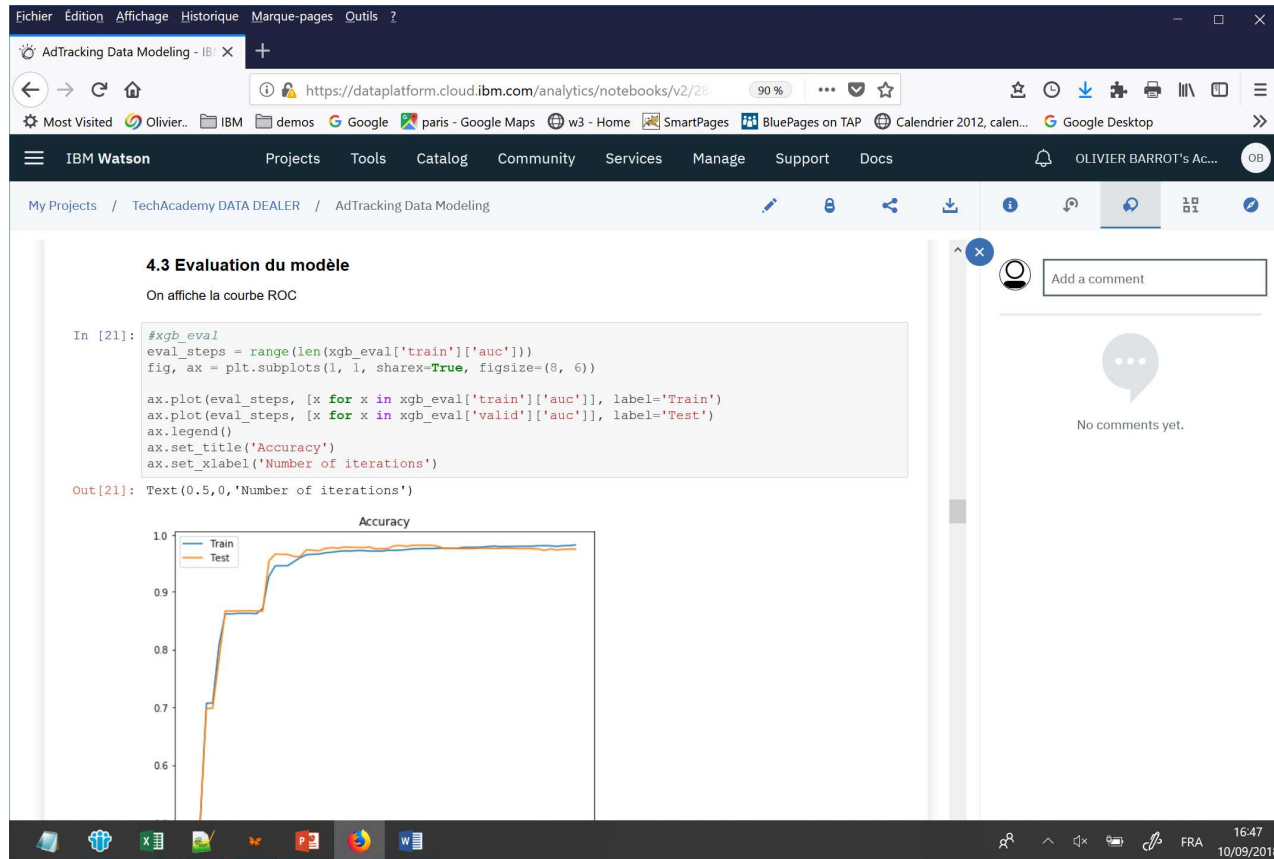 Fichier Édition Affichage Historique Marque-pages Outils ?
AdTracking Data Modeling - IB
https://dataplatform.cloud.ibm.com/analytics/notebooks/v2/28 90 %
Most Visited Olivier.. IBM demos Google paris - Google Maps w3 - Home SmartPages BluePages on TAP Calendrier 2012, calen... Google Desktop
IBM Watson Projects Tools Catalog Community Services Manage Support Docs OLIVIER BARROT's Ac... OB
My Projects / TechAcademy DATA DEALER / AdTracking Data Modeling
4.3 Evaluation du modèle
On affiche la courbe ROC
Add a comment
No comments yet.
In [21]: #xgb_eval
eval_steps = range(len(xgb_eval['train']['auc']))
fig, ax = plt.subplots(1, 1, sharex=True, figsize=(8, 6))
ax.plot(eval_steps, [x for x in xgb_eval['train']['auc']], label='Train')
ax.plot(eval_steps, [x for x in xgb_eval['valid']['auc']], label='Test')
ax.legend()
ax.set_title('Accuracy')
ax.set_xlabel('Number of iterations')
Out[21]: Text(0.5,0,'Number of iterations')
Accuracy
Train
Test
1.0
0.9
0.8
0.7
0.6
FRA
16:47
10/09/2018